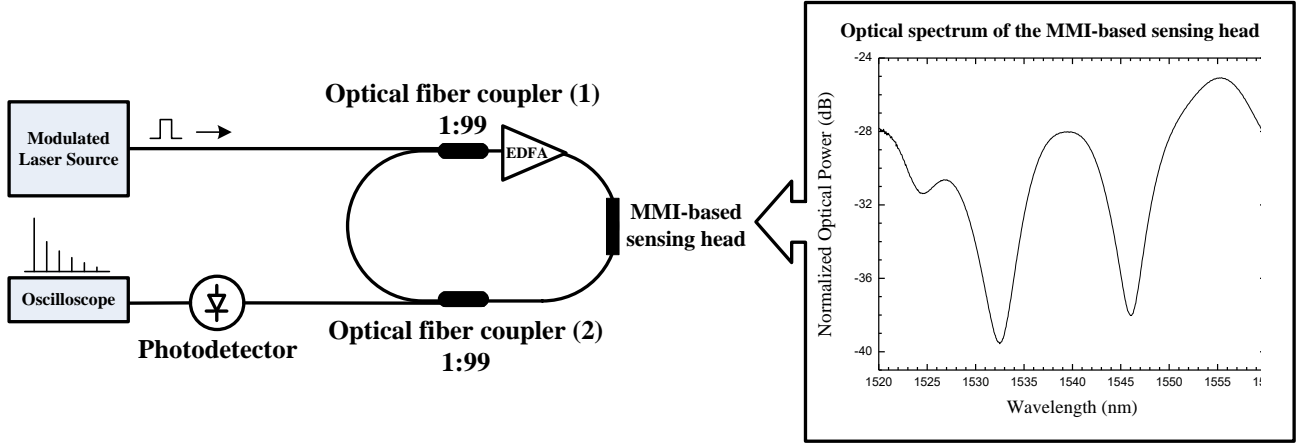 Modulated
Laser Source
Optical fiber coupler (1)
1:99
EDFA
MMI-based
sensing head
Oscilloscope
Photodetector
Optical fiber coupler (2)
1:99
Optical spectrum of the MMI-based sensing head
Normalized Optical Power (dB)
-24
-28
-32
-36
-40
1520 1525 1530 1535 1540 1545 1550 1555
Wavelength (nm)